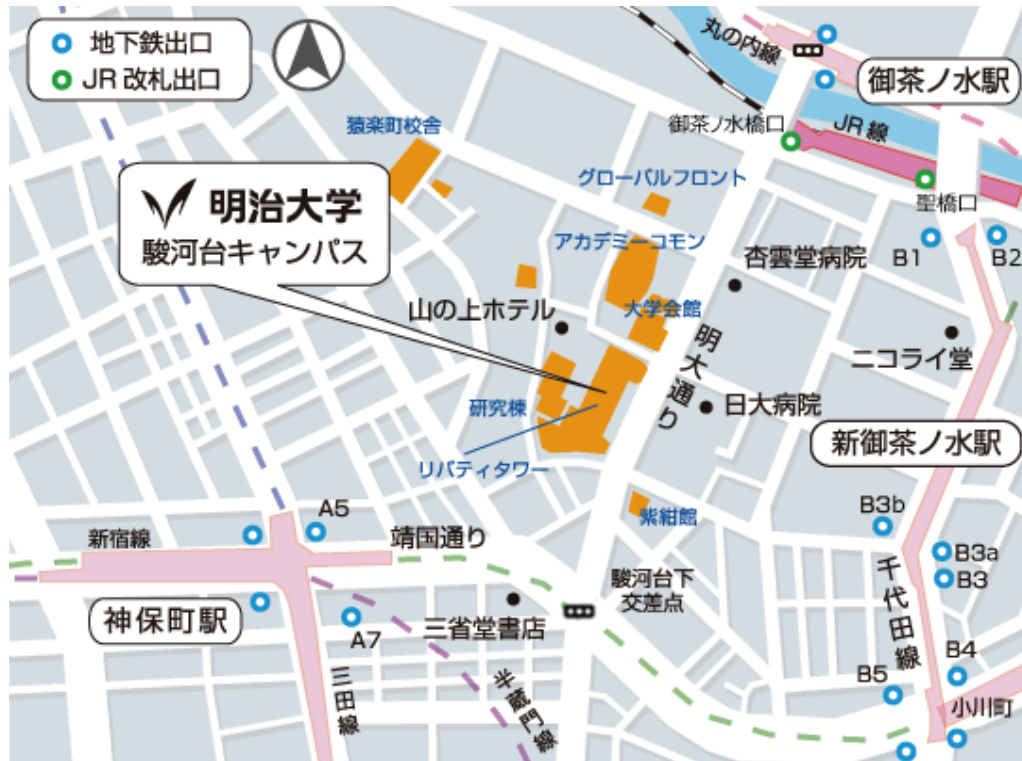 地下鉄出口
JR改札出口
丸の内線
御茶ノ水駅
猿楽町校舎
御茶ノ水橋口
JR線
グローバルフロント
聖橋口
明治大学
駿河台キャンパス
アカデミーコモン
杏雲堂病院
B1
B2
山の上ホテル
大学会館
明大通り
ニコライ堂
研究棟
日大病院
リバティタワー
新御茶ノ水駅
A5
紫紺館
B3b
新宿線
靖国通り
B3a
B3
駿河台下
交差点
千代田線
神保町駅
A7
三省堂書店
B4
B5
三田線
半蔵門線
小川町